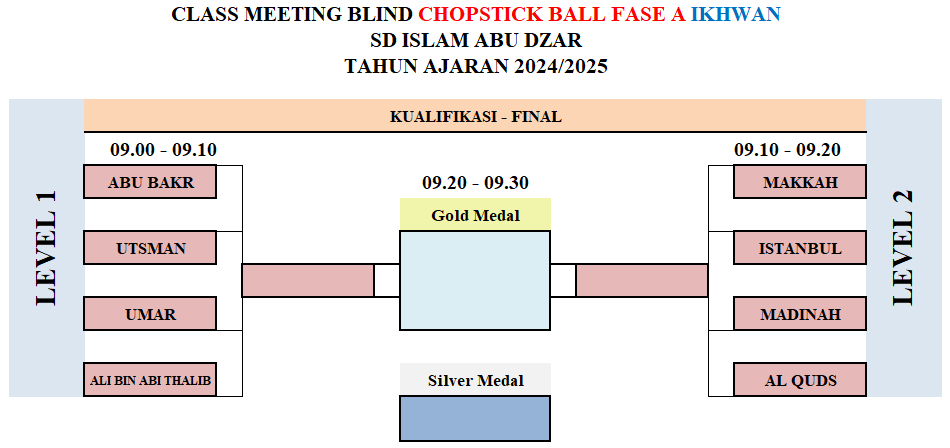 CLASS MEETING BLIND CHOPSTICK BALL FASE A IKHWAN
SD ISLAM ABU DZAR
TAHUN AJARAN 2024/2025
KUALIFIKASI - FINAL
LEVEL 1
09.00 - 09.10
ABU BAKR
UTSMAN
UMAR
ALI BIN ABI THALIB
09.20 - 09.30
Gold Medal
Silver Medal
09.10 - 09.20
MAKKAH
ISTANBUL
MADINAH
AL QUDS
LEVEL 2